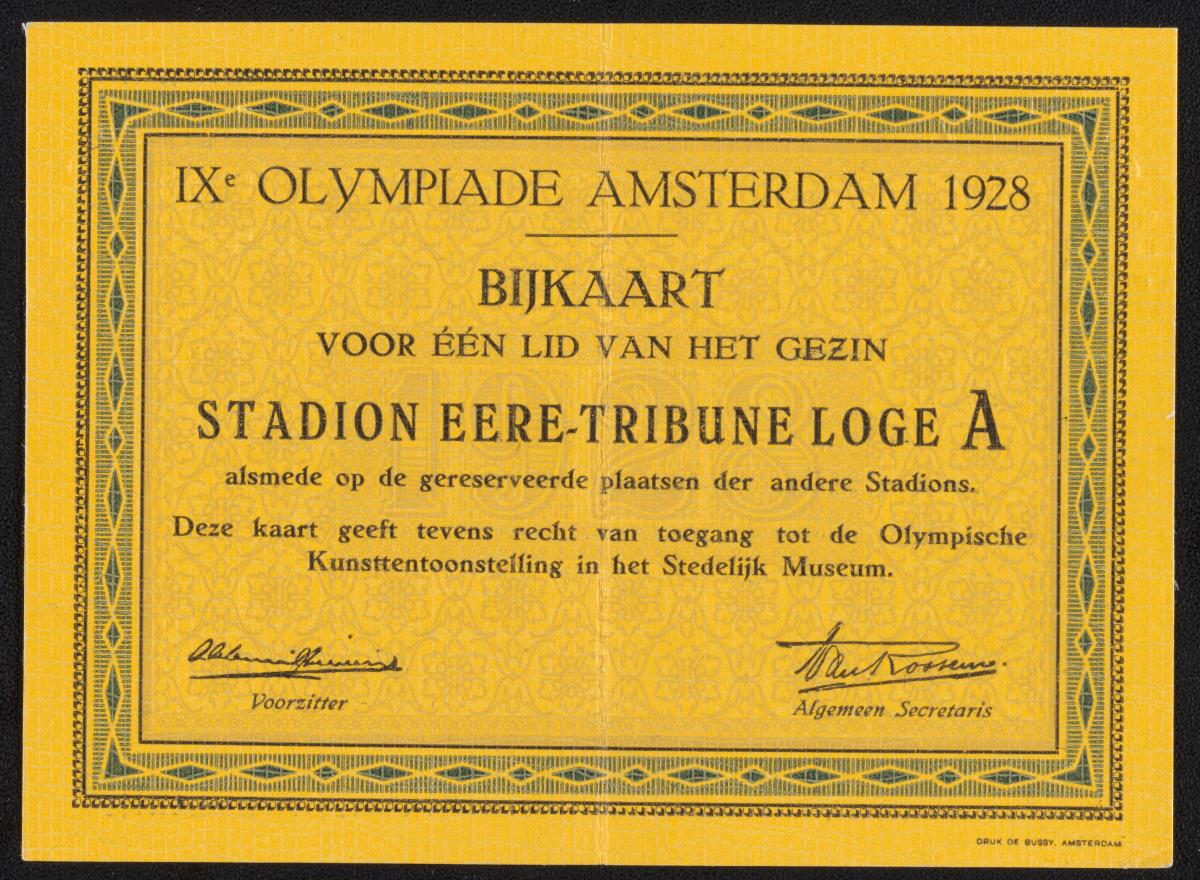 IXe OLYMPIADE AMSTERDAM 1928
BIJKAART
VOOR ÉÉN LID VAN HET GEZIN
STADION EERE-TRIBUNE LOGE A
alsmede op de gereserveerde plaatsen der andere Stadions.
Deze kaart geeft tevens recht van toegang tot de Olympische
Kunsttentoonstelling in het Stedelijk Museum.
1928
Voorzitter
Algemeen Secretaris
DRUK DE BUSSY, AMSTERDAM